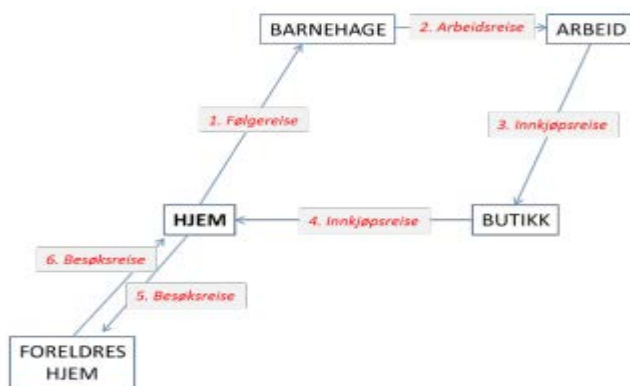 BARNEHAGE
2. Arbeidsreise
ARBEID
1. Følgereise
3. Innkjøpsreise
HJEM
4. Innkjøpsreise
BUTIKK
6. Besøksreise
5. Besøksreise
FORELDRES
HJEM